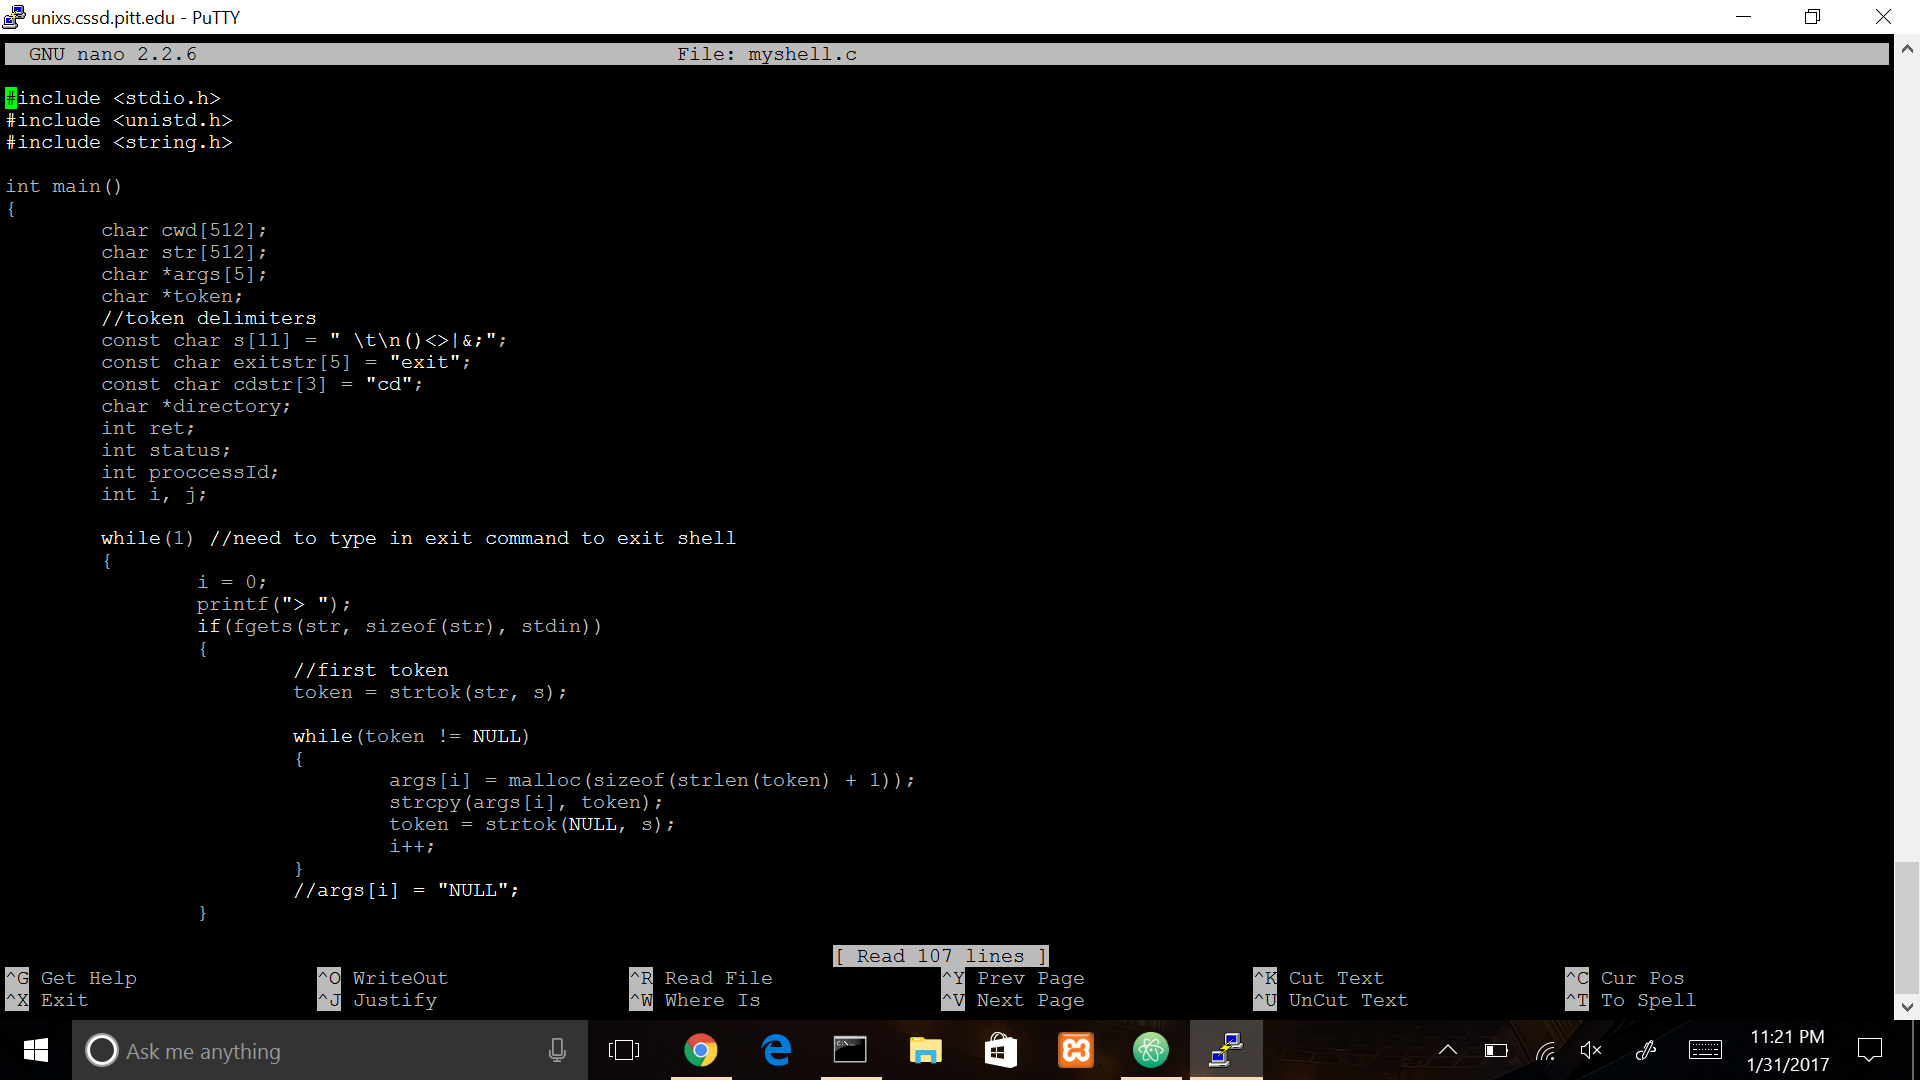 unixs.cssd.pitt.edu - PuTTY
GNU nano 2.2.6 File: myshell.c
#include <stdio.h>
#include <unistd.h>
#include <string.h>
int main()
{
char cwd[512];
char str[512];
char *args[5];
char *token;
//token delimiters
const char s[11] = " \t\n()<>|&;";
const char exitstr[5] = "exit";
const char cdstr[3] = "cd";
char *directory;
int ret;
int status;
int proccessId;
int i, j;
while(1) //need to type in exit command to exit shell
{
i = 0;
printf("> ");
if(fgets(str, sizeof(str), stdin))
{
//first token
token = strtok(str, s);
while(token != NULL)
{
args[i] = malloc(sizeof(strlen(token) + 1));
strcpy(args[i], token);
token = strtok(NULL, s);
i++;
}
//args[i] = "NULL";
}
[ Read 107 lines ]
^G Get Help ^O WriteOut ^R Read File ^Y Prev Page ^K Cut Text ^C Cur Pos
^X Exit ^J Justify ^W Where Is ^V Next Page ^U UnCut Text ^T To Spell
Ask me anything
11:21 PM
1/31/2017